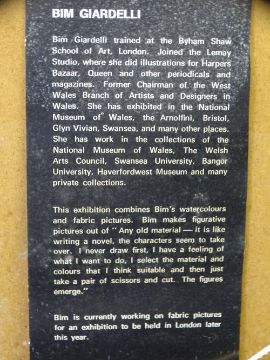 BIM GIARDELLI
Bim Giardelli trained at the Byham Shaw
School of Art, London. Joined the Lemay
Studio, where she did illustrations for Harpers
Bazaar, Queen and other periodicals and
magazines. Former Chairman of the West
Wales Branch of Artists and Designers in
Wales. She has exhibited in the National
Museum of Wales, the Arnolfini, Bristol,
Glyn Vivian, Swansea, and many other places.
She has work in the collections of the
National Museum of Wales, The Welsh
Arts Council, Swansea University, Bangor
University, Haverfordwest Museum and many
private collections.
This exhibition combines Bim's watercolours
and fabric pictures. Bim makes figurative
pictures out of "Any old material — it is like
writing a novel, the characters seem to take
over. I never draw first, I have a feeling of
what I want to do, I select the material and
colours that I think suitable and then just
take a pair of scissors and cut. The figures
emerge."
Bim is currently working on fabric pictures
for an exhibition to be held in London later
this year.